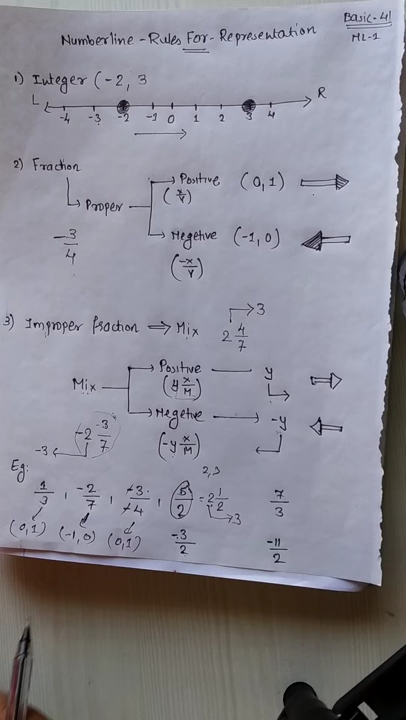 Basic-41
ML-1
Numberline-Rules For-Representation
1) Integer (-2, 3
L -4 -3 -2 -1 0 1 2 3 4 R
2) Fraction
Proper
Positive (x/y) (0,1)
Negetive (-x/y) (-1,0)
-3/4
3) Improper fraction ⇒ Mix 2 4/7 → 3
Mix
Positive (y x/M) y
Negetive (-y x/M) -y
-3 ← -2 -3/7
Eg:
1/3, -2/7, -3/-4, 5/2 = 2 1/2 → 3 7/3
2,3
(0,1) (-1,0) (0,1) -3/2 -11/2